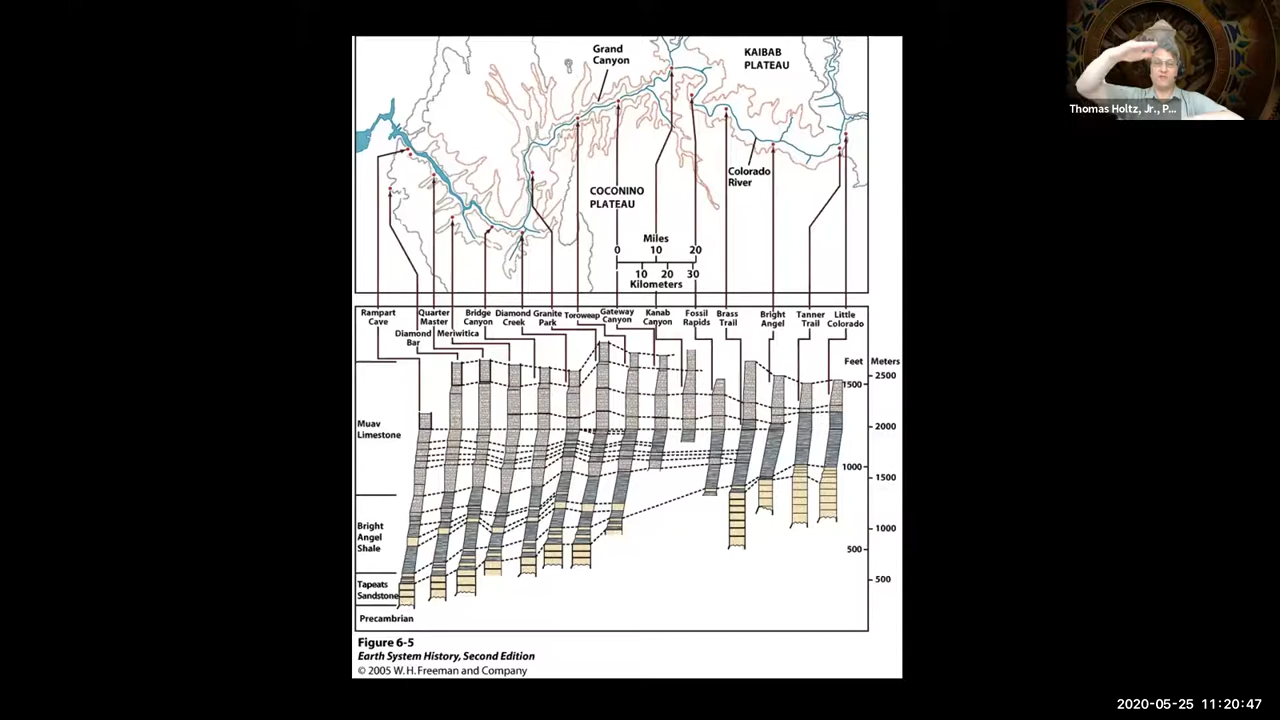 Grand
Canyon
KAIBAB
PLATEAU
Thomas Holtz, Jr., P...
Colorado
River
COCONINO
PLATEAU
Miles
0 10 20
10 20 30
Kilometers
Rampart
Cave
Diamond
Bar
Quarter
Master
Meriwitica
Bridge
Canyon
Diamond
Creek
Granite
Park
Toroweap
Gateway
Canyon
Kanab
Canyon
Fossil
Rapids
Brass
Trail
Bright
Angel
Tanner
Trail
Little
Colorado
Feet Meters
2500
1500
2000
1000
1500
1000
500
500
Muav
Limestone
Bright
Angel
Shale
Tapeats
Sandstone
Precambrian
Figure 6-5
Earth System History, Second Edition
© 2005 W. H. Freeman and Company
2020-05-25 11:20:47